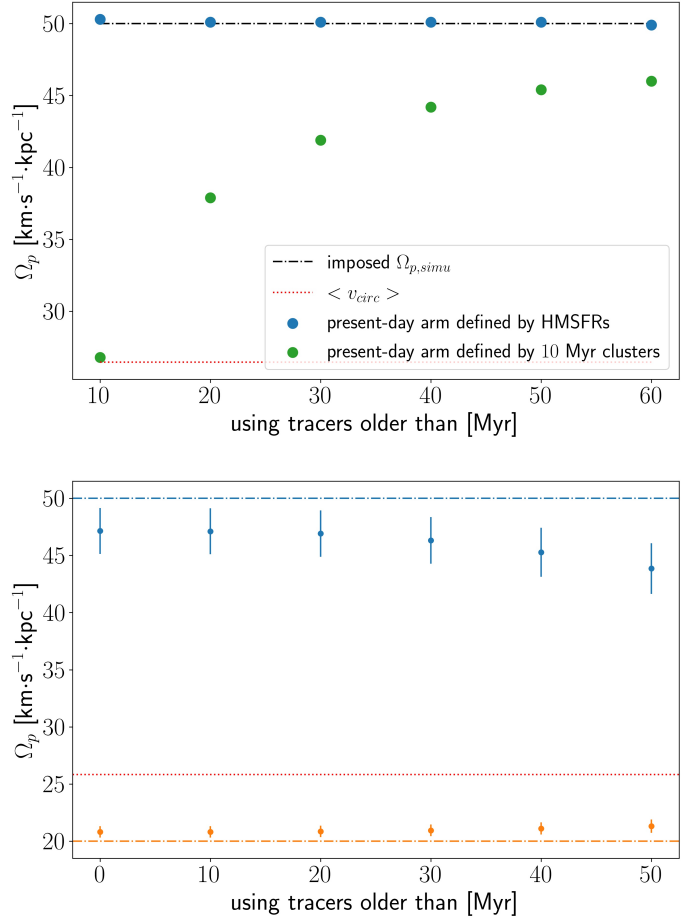 50
45
40
35
30
Ω_p [km·s⁻¹·kpc⁻¹]
imposed Ω_{p,simu}
< v_{circ} >
present-day arm defined by HMSFRs
present-day arm defined by 10 Myr clusters
10 20 30 40 50 60
using tracers older than [Myr]
50
45
40
35
30
25
20
Ω_p [km·s⁻¹·kpc⁻¹]
0 10 20 30 40 50
using tracers older than [Myr]